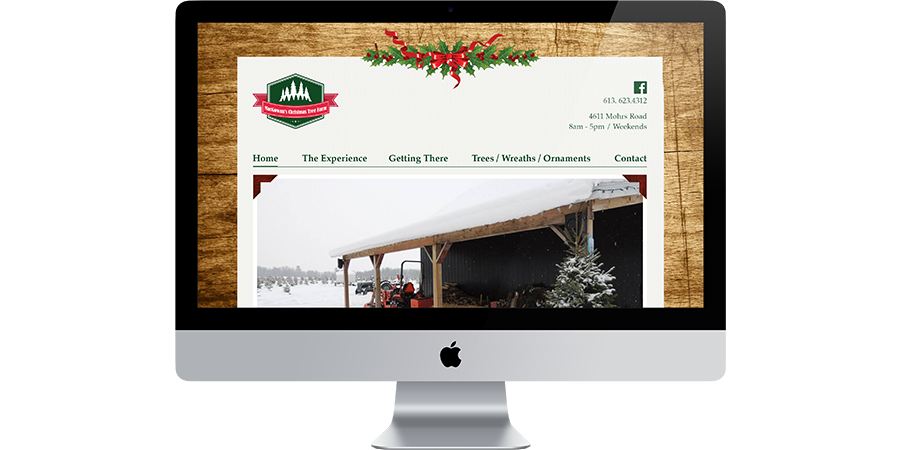 Christmas Tree Farm
613. 623.4312
4611 Mohrs Road
8am - 5pm / Weekends
Home The Experience Getting There Trees / Wreaths / Ornaments Contact